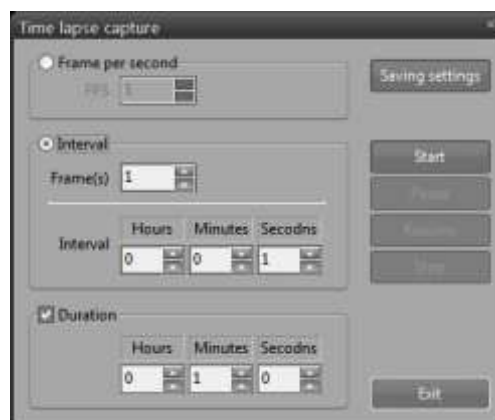 Time lapse capture
Frame per second
FPS 1
Saving settings
Interval
Start
Frame(s) 1
Pause
Resume
Hours Minutes Secodns
Interval 0 0 1
Stop
Duration
Hours Minutes Secodns
0 1 0
Exit